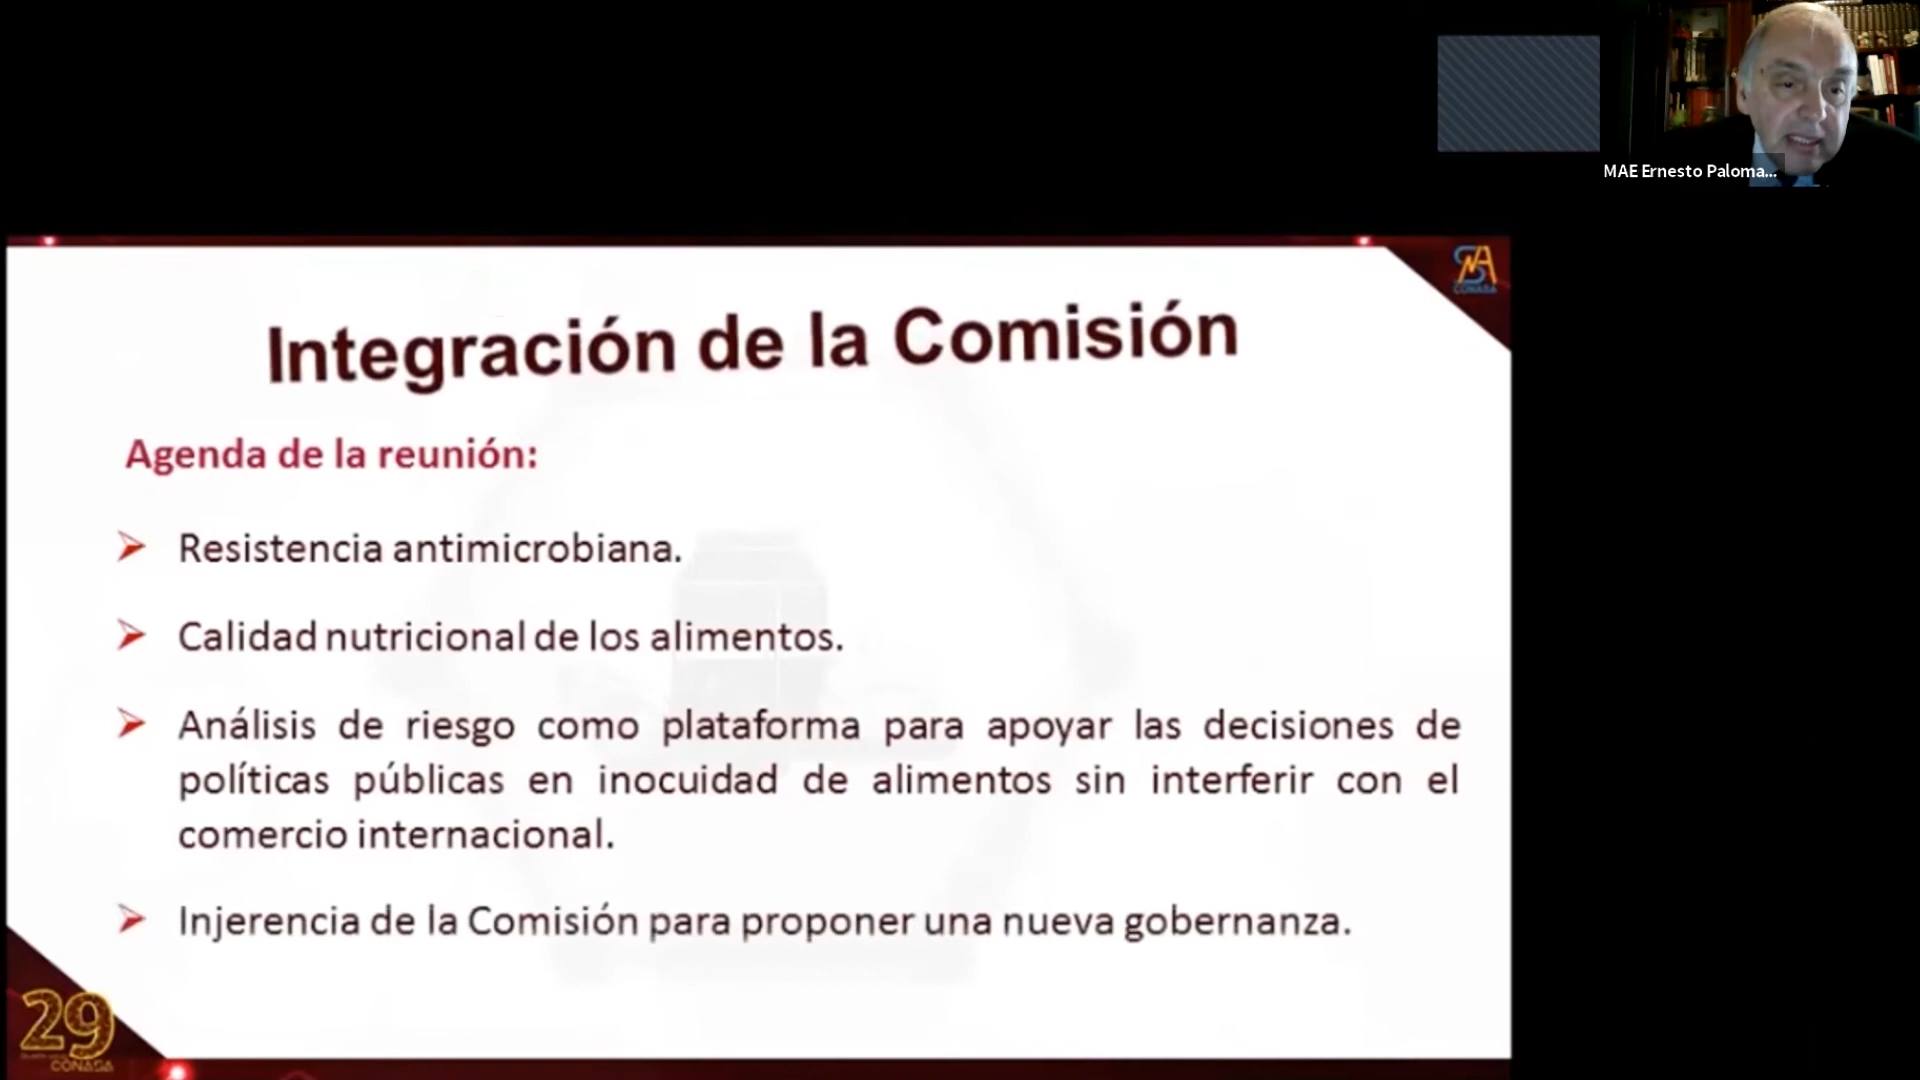 MAE Ernesto Paloma...
CONASA
Integración de la Comisión
Agenda de la reunión:
Resistencia antimicrobiana.
Calidad nutricional de los alimentos.
Análisis de riesgo como plataforma para apoyar las decisiones de
políticas públicas en inocuidad de alimentos sin interferir con el
comercio internacional.
Injerencia de la Comisión para proponer una nueva gobernanza.
29
CONASA